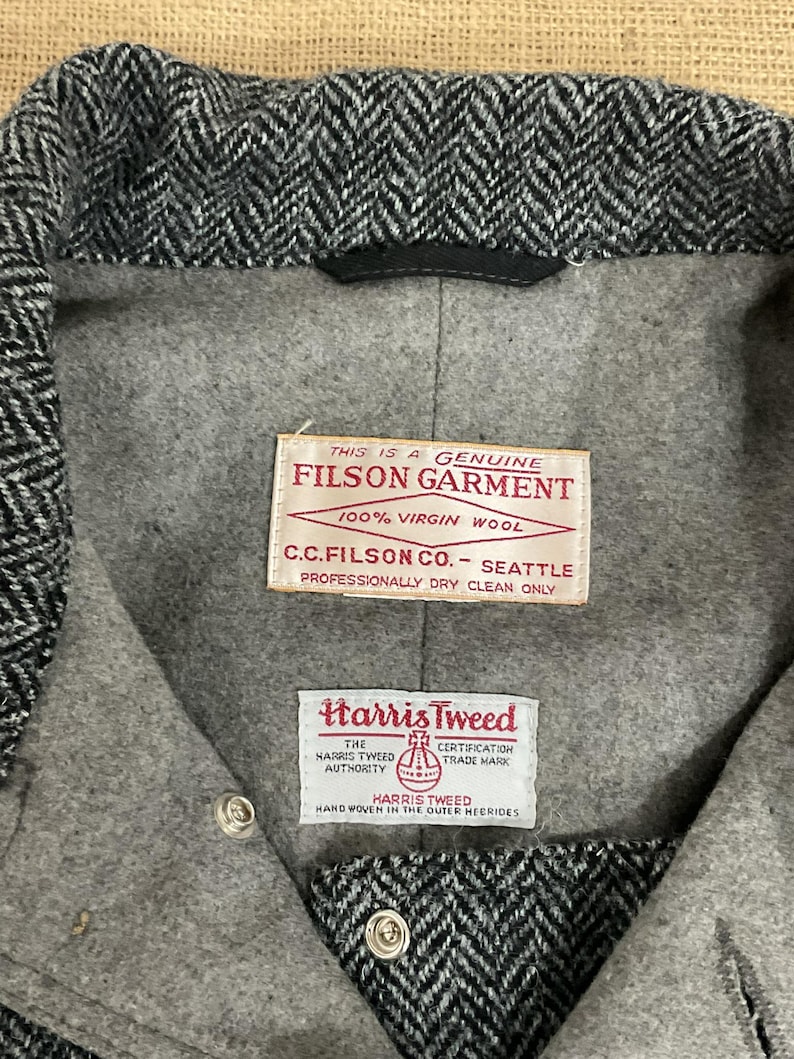 THIS IS A GENUINE
FILSON GARMENT
100% VIRGIN WOOL
C.C.FILSON CO. - SEATTLE
PROFESSIONALLY DRY CLEAN ONLY
Harris Tweed
THE HARRIS TWEED AUTHORITY
CERTIFICATION TRADE MARK
HARRIS TWEED
HAND WOVEN IN THE OUTER HEBRIDES